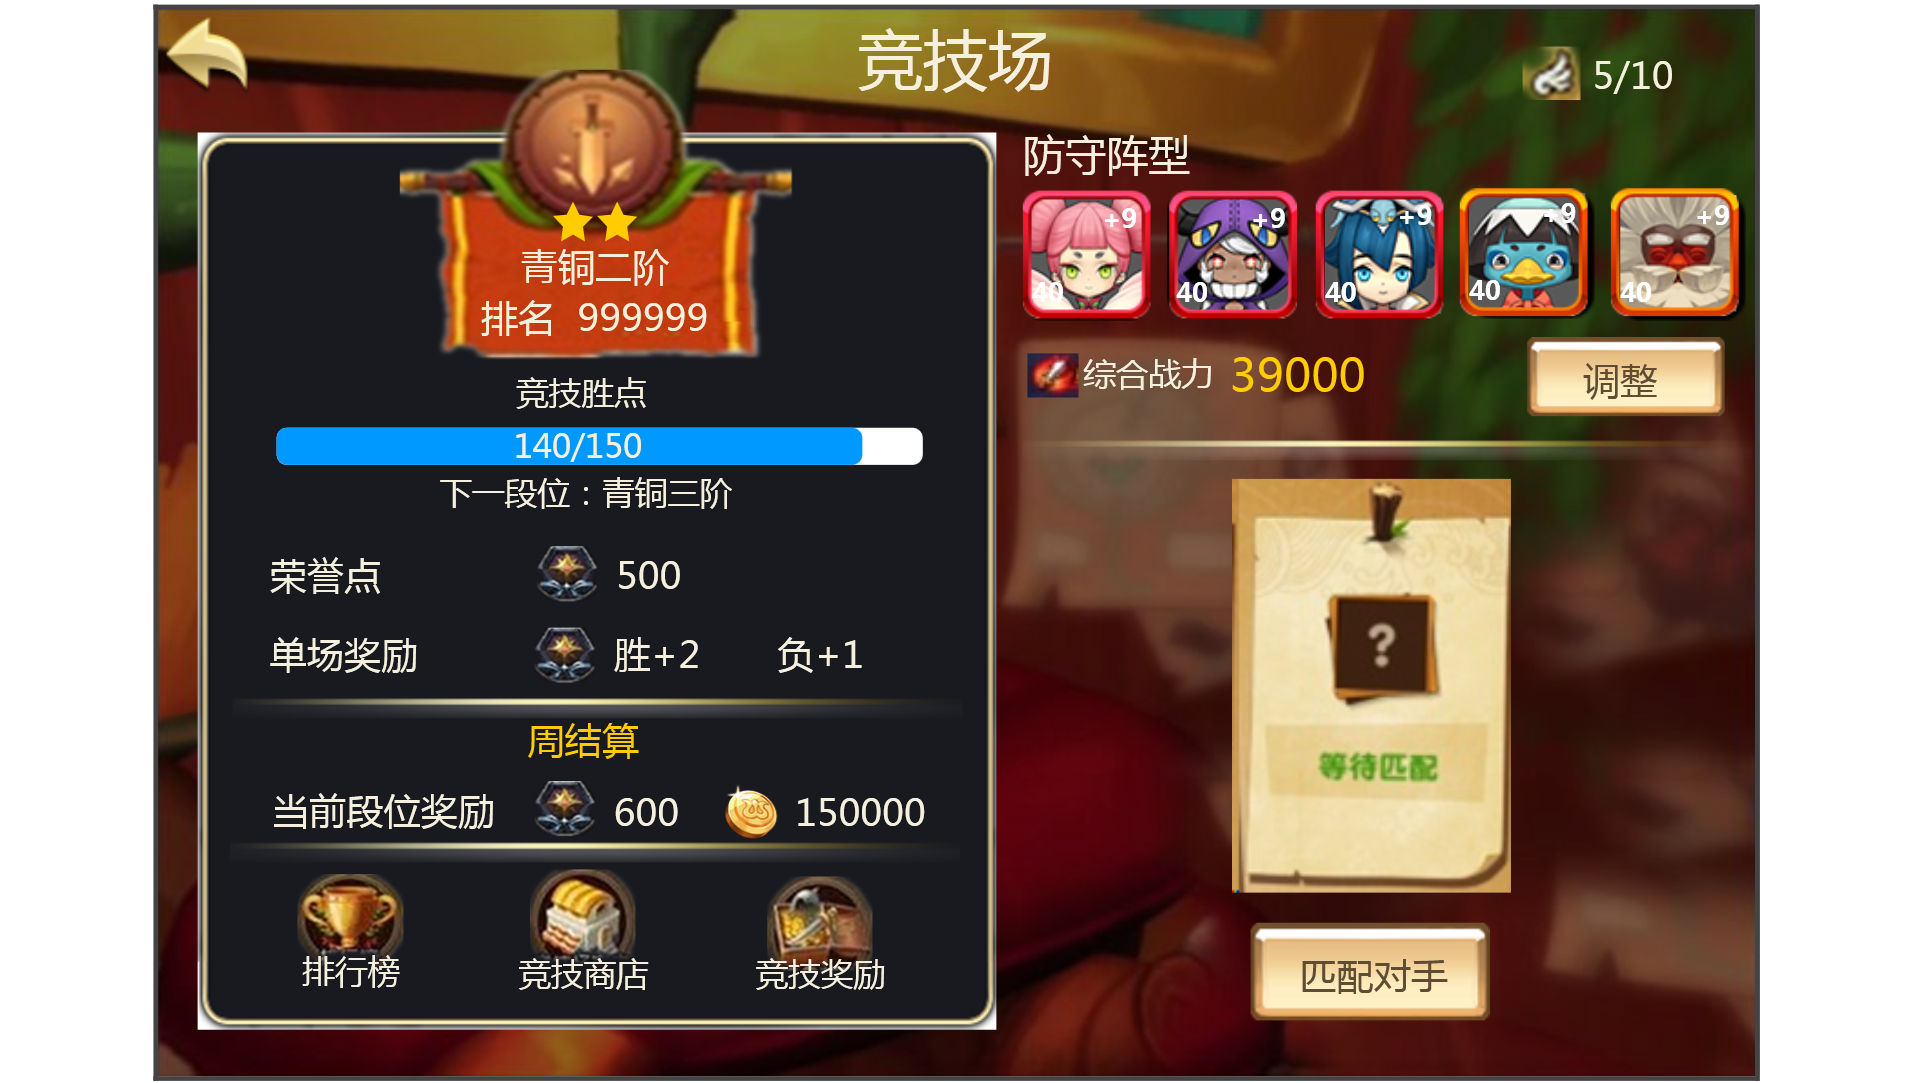 竞技场
5/10
青铜二阶
排名 999999
竞技胜点
140/150
下一段位：青铜三阶
荣誉点 500
单场奖励 胜+2 负+1
周结算
当前段位奖励 600 150000
排行榜 竞技商店 竞技奖励
防守阵型
+9 +9 +9 +9 +9
40 40 40 40 40
综合战力 39000
调整
?
等待匹配
匹配对手